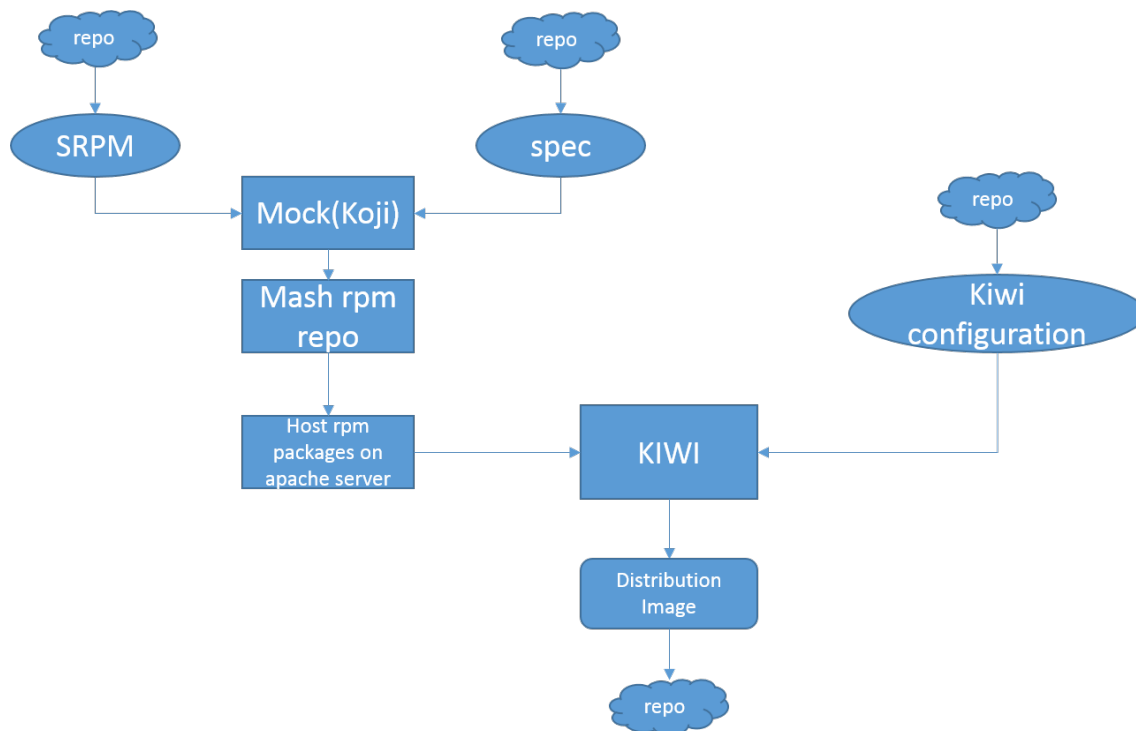 repo
repo
SRPM
spec
Mock(Koji)
repo
Mash rpm
repo
Kiwi
configuration
Host rpm
packages on
apache server
KIWI
Distribution
Image
repo